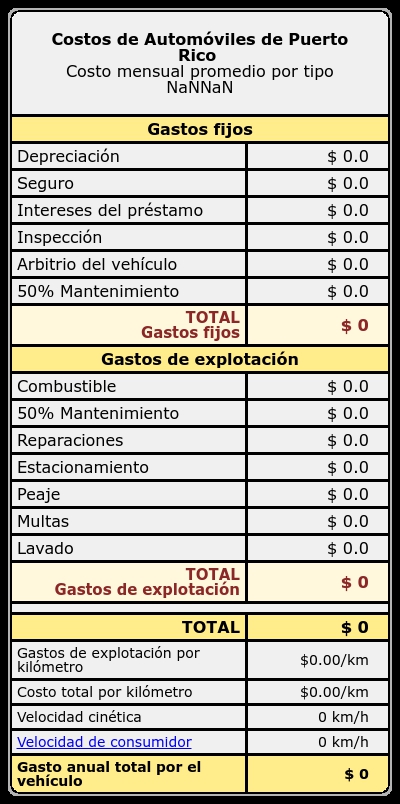 Costos de Automóviles de Puerto
Rico
Costo mensual promedio por tipo
NaNNaN
Gastos fijos
Depreciación $ 0.0
Seguro $ 0.0
Intereses del préstamo $ 0.0
Inspección $ 0.0
Arbitrio del vehículo $ 0.0
50% Mantenimiento $ 0.0
TOTAL
Gastos fijos $ 0
Gastos de explotación
Combustible $ 0.0
50% Mantenimiento $ 0.0
Reparaciones $ 0.0
Estacionamiento $ 0.0
Peaje $ 0.0
Multas $ 0.0
Lavado $ 0.0
TOTAL
Gastos de explotación $ 0
TOTAL $ 0
Gastos de explotación por
kilómetro $0.00/km
Costo total por kilómetro $0.00/km
Velocidad cinética 0 km/h
Velocidad de consumidor 0 km/h
Gasto anual total por el
vehículo $ 0